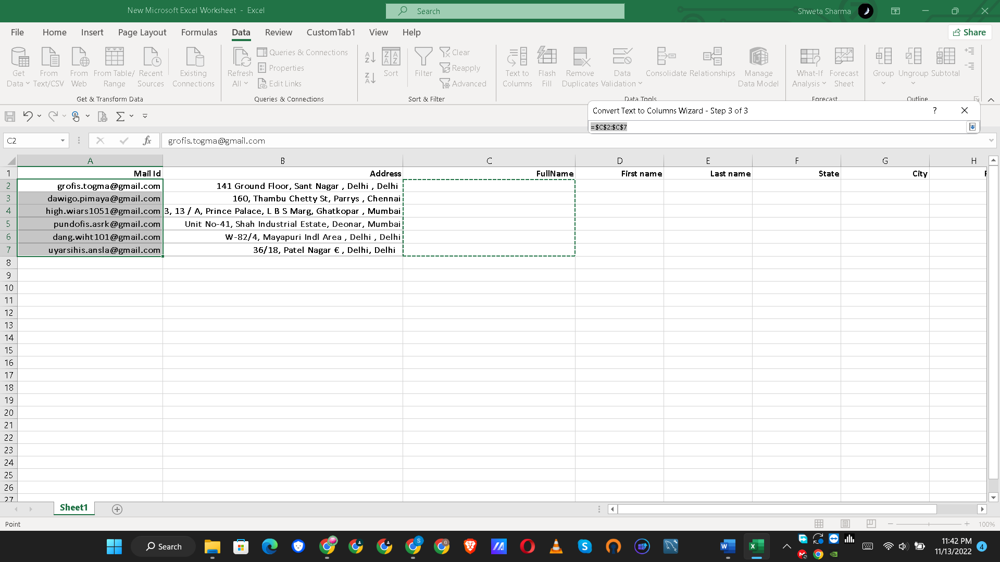 New Microsoft Excel Worksheet - Excel
Search
Shweta Sharma
File Home Insert Page Layout Formulas Data Review CustomTab1 View Help
Share
Get Data
From Text/CSV
From Web
From Table/ Range
Recent Sources
Existing Connections
Get & Transform Data
Refresh All
Queries & Connections
Properties
Edit Links
Queries & Connections
Sort
Filter
Clear
Reapply
Advanced
Sort & Filter
Text to Columns
Flash Fill
Remove Duplicates
Data Validation
Consolidate
Relationships
Manage Data Model
Data Tools
What-If Analysis
Forecast Sheet
Forecast
Group
Ungroup
Subtotal
Outline
Convert Text to Columns Wizard - Step 3 of 3 ?
=$C$2:$C$7
C2
fx
grofis.togma@gmail.com
A B C D E F G H
1 Mail Id Address FullName First name Last name State City
2 grofis.togma@gmail.com 141 Ground Floor, Sant Nagar , Delhi , Delhi
3 dawigo.pimaya@gmail.com 160, Thambu Chetty St, Parrys , Chennai
4 high.wiars1051@gmail.com 3, 13 / A, Prince Palace, L B S Marg, Ghatkopar , Mumbai
5 pundofis.asrk@gmail.com Unit No-41, Shah Industrial Estate, Deonar, Mumbai
6 dang.wiht101@gmail.com W-82/4, Mayapuri Indl Area , Delhi , Delhi
7 uyarsihis.ansla@gmail.com 36/18, Patel Nagar € , Delhi, Delhi
8
9
10
11
12
13
14
15
16
17
18
19
20
21
22
23
24
25
26
27
Sheet1
Point
100%
Search
11:42 PM
11/13/2022
4